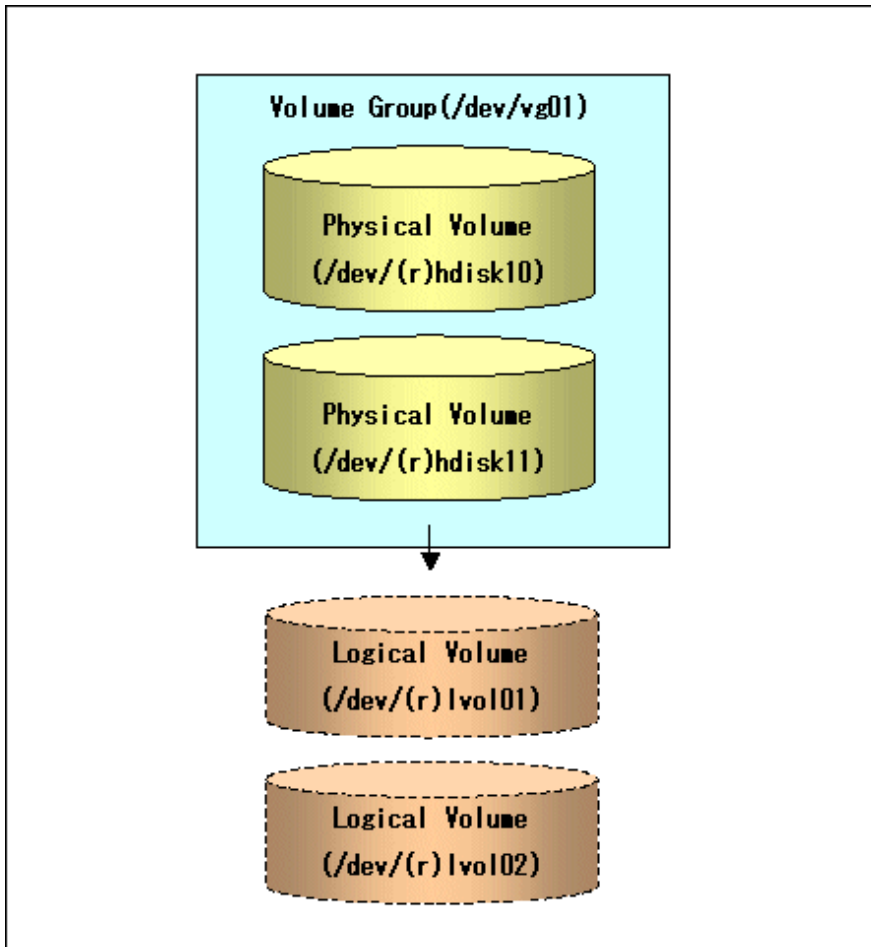 Volume Group(/dev/vg01)
Physical Volume
(/dev/(r)hdisk10)
Physical Volume
(/dev/(r)hdisk11)
Logical Volume
(/dev/(r)lvol01)
Logical Volume
(/dev/(r)lvol02)